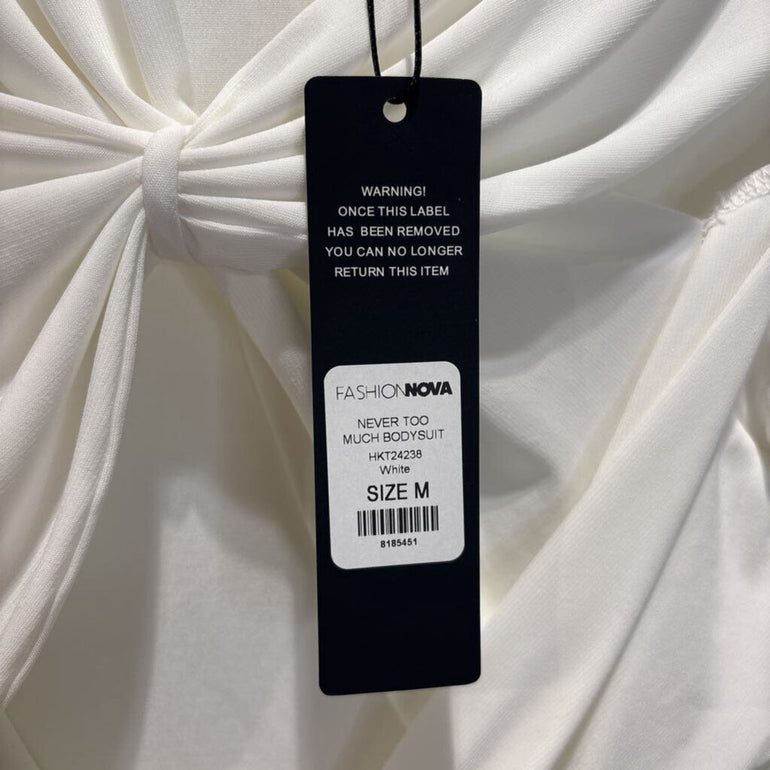 WARNING!
ONCE THIS LABEL
HAS BEEN REMOVED
YOU CAN NO LONGER
RETURN THIS ITEM
FASHIONNOVA
NEVER TOO
MUCH BODYSUIT
HKT24238
White
SIZE M
8185451